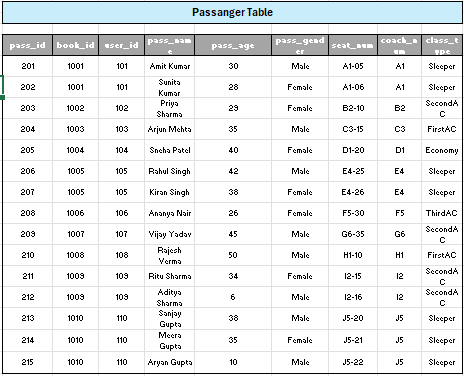 Passanger Table
pass_id book_id user_id pass_name pass_age pass_gender seat_num coach_num class_type
201 1001 101 Amit Kumar 30 Male A1-05 A1 Sleeper
202 1001 101 Sunita Kumar 28 Female A1-06 A1 Sleeper
203 1002 102 Priya Sharma 29 Female B2-10 B2 SecondAC
204 1003 103 Arjun Mehta 35 Male C3-15 C3 FirstAC
205 1004 104 Sneha Patel 40 Female D1-20 D1 Economy
206 1005 105 Rahul Singh 42 Male E4-25 E4 Sleeper
207 1005 105 Kiran Singh 38 Female E4-26 E4 Sleeper
208 1006 106 Ananya Nair 26 Female F5-30 F5 ThirdAC
209 1007 107 Vijay Yadav 45 Male G6-35 G6 SecondAC
210 1008 108 Rajesh Verma 50 Male H1-10 H1 FirstAC
211 1009 109 Ritu Sharma 34 Female I2-15 I2 SecondAC
212 1009 109 Aditya Sharma 6 Male I2-16 I2 SecondAC
213 1010 110 Sanjay Gupta 38 Male J5-20 J5 Sleeper
214 1010 110 Meera Gupta 35 Female J5-21 J5 Sleeper
215 1010 110 Aryan Gupta 10 Male J5-22 J5 Sleeper